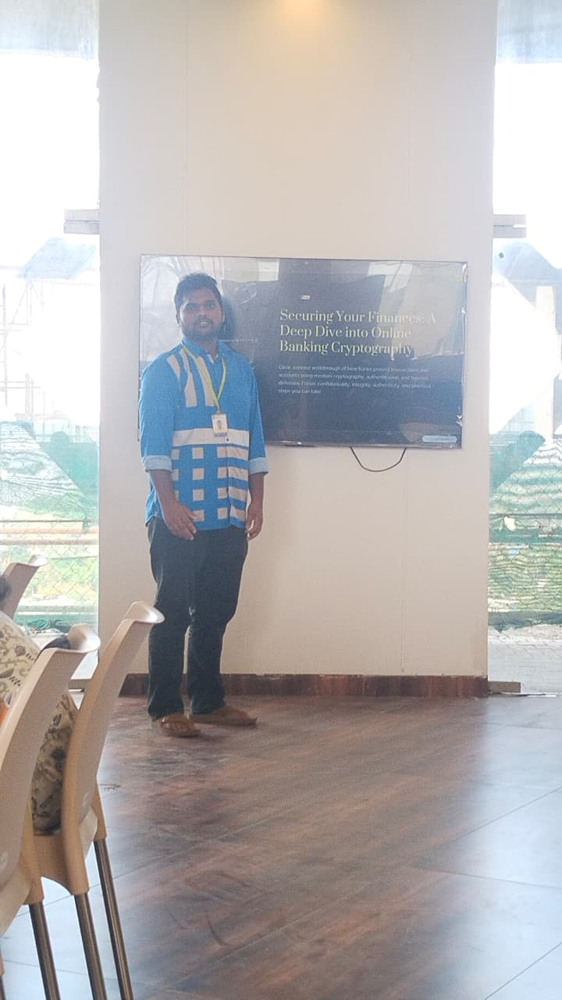 Securing Your Finances: A
Deep Dive into Online
Banking Cryptography
Clear, concise walkthrough of how banks protect transactions and
accounts using modern cryptography, authentication, and layered
defenses. Focus: confidentiality, integrity, authenticity, and practical
steps you can take.